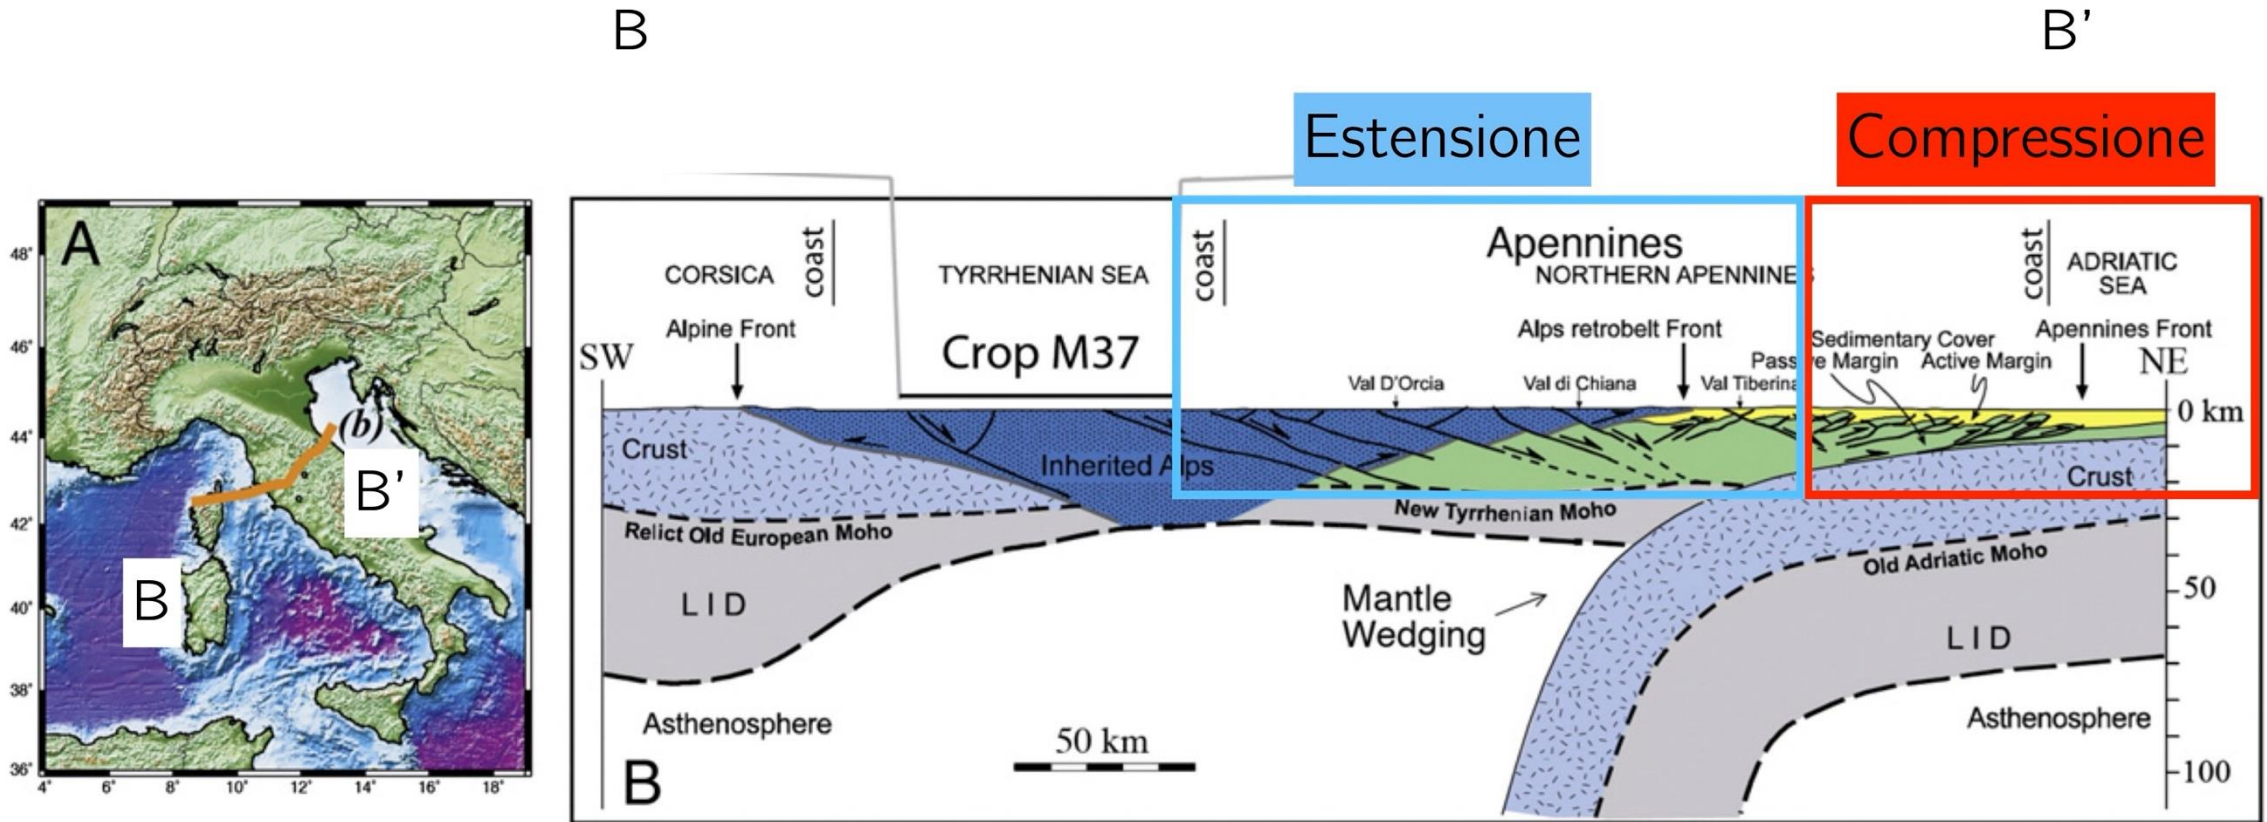 B
B'
Estensione
Compressione
A
48°
46°
44°
42°
40°
38°
36°
4°
6°
8°
10°
12°
14°
16°
18°
(b)
B'
B
CORSICA
coast
TYRRHENIAN SEA
coast
Apennines
NORTHERN APENNINES
coast
ADRIATIC
SEA
Alpine Front
Alps retrobelt Front
Sedimentary Cover
Passive Margin
Active Margin
Apennines Front
SW
Crop M37
Val D'Orcia
Val di Chiana
Val Tiberina
NE
0 km
Crust
Inherited Alps
Crust
Relict Old European Moho
New Tyrrhenian Moho
Old Adriatic Moho
LID
Mantle
Wedging
50
LID
Asthenosphere
50 km
Asthenosphere
100
B